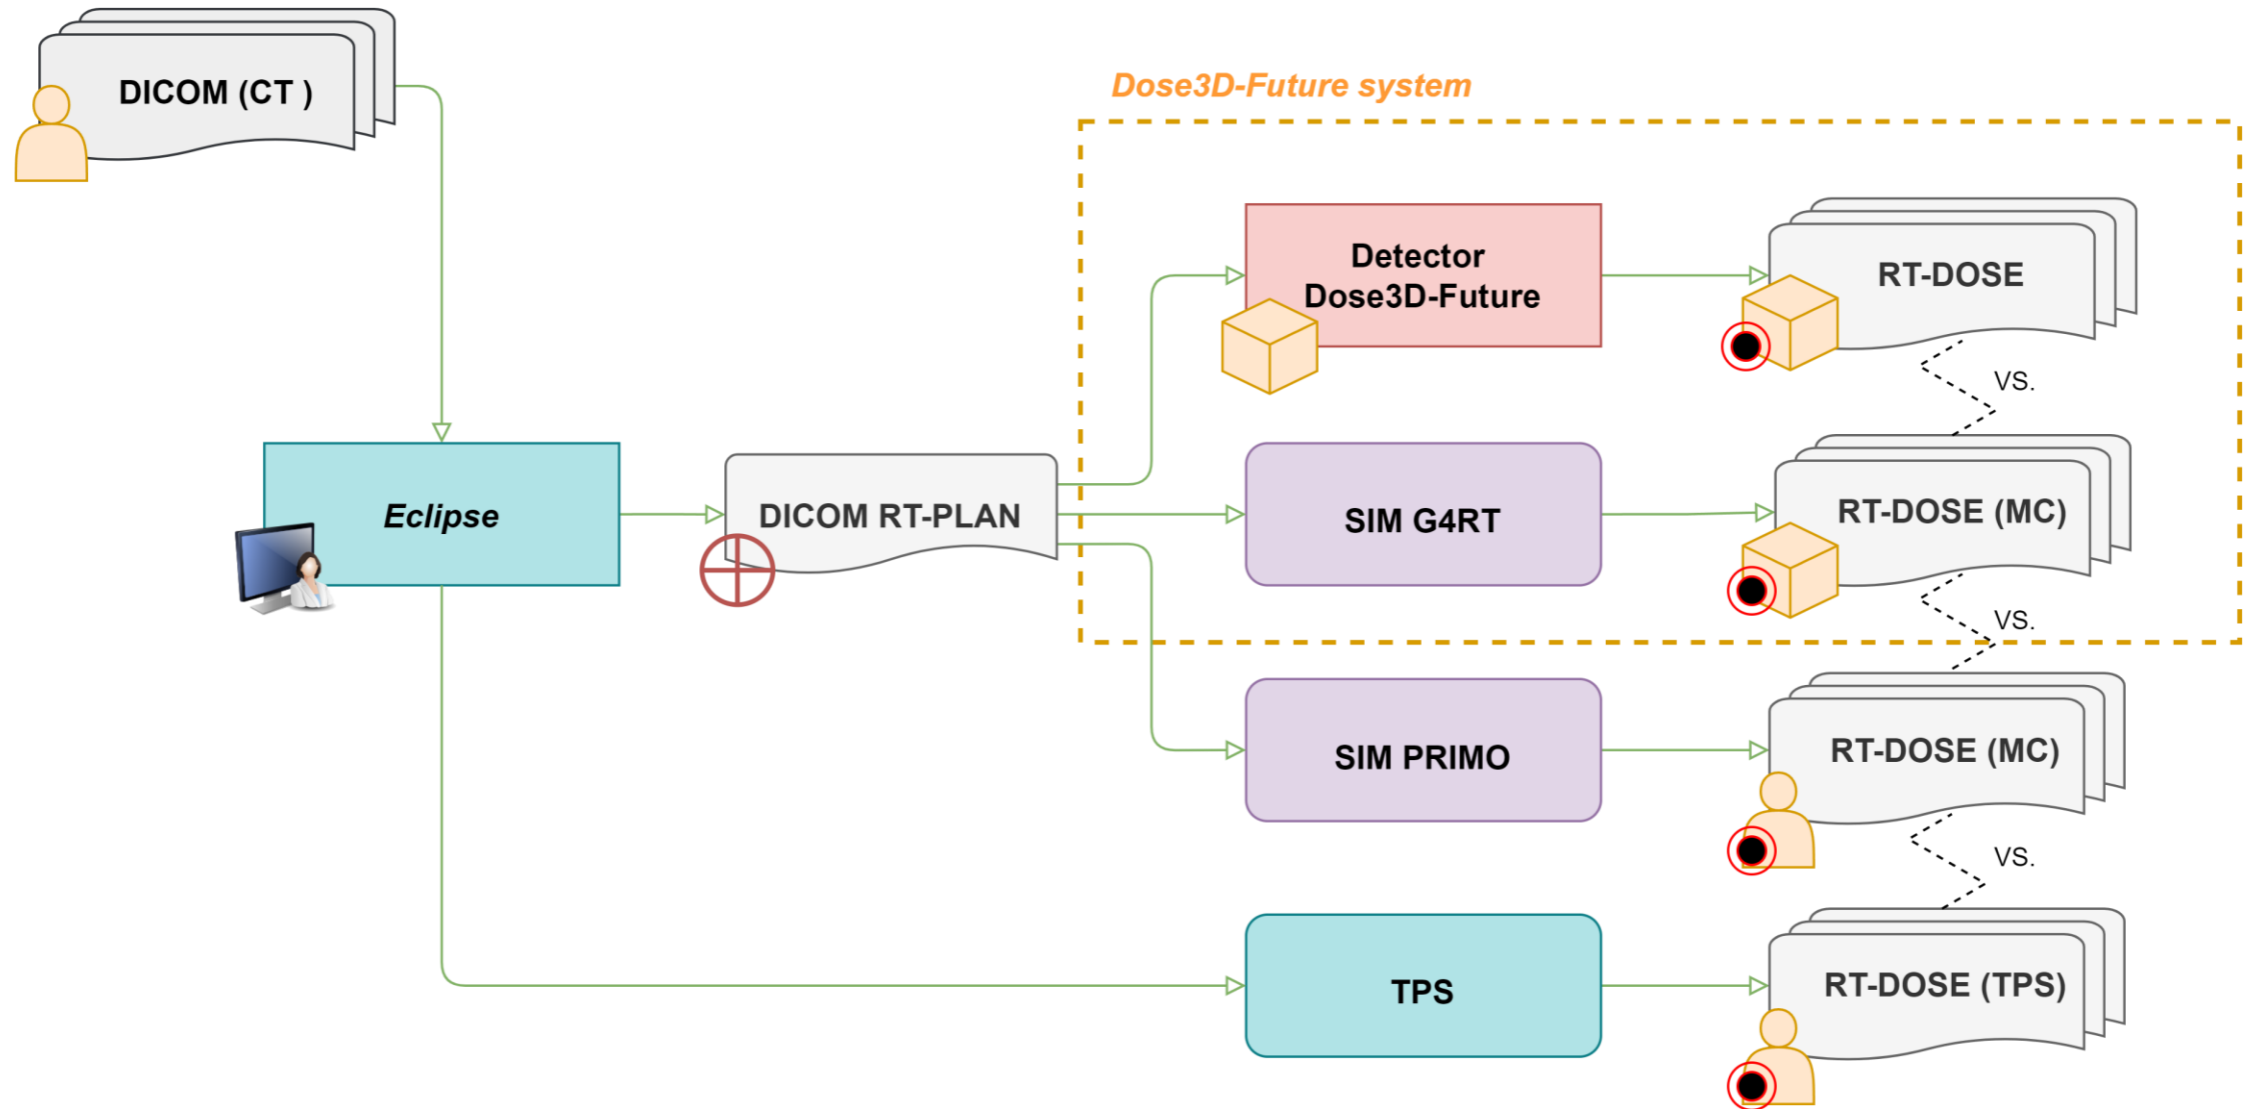 DICOM (CT )
Dose3D-Future system
Detector
Dose3D-Future
RT-DOSE
VS.
Eclipse
DICOM RT-PLAN
SIM G4RT
RT-DOSE (MC)
VS.
SIM PRIMO
RT-DOSE (MC)
VS.
TPS
RT-DOSE (TPS)